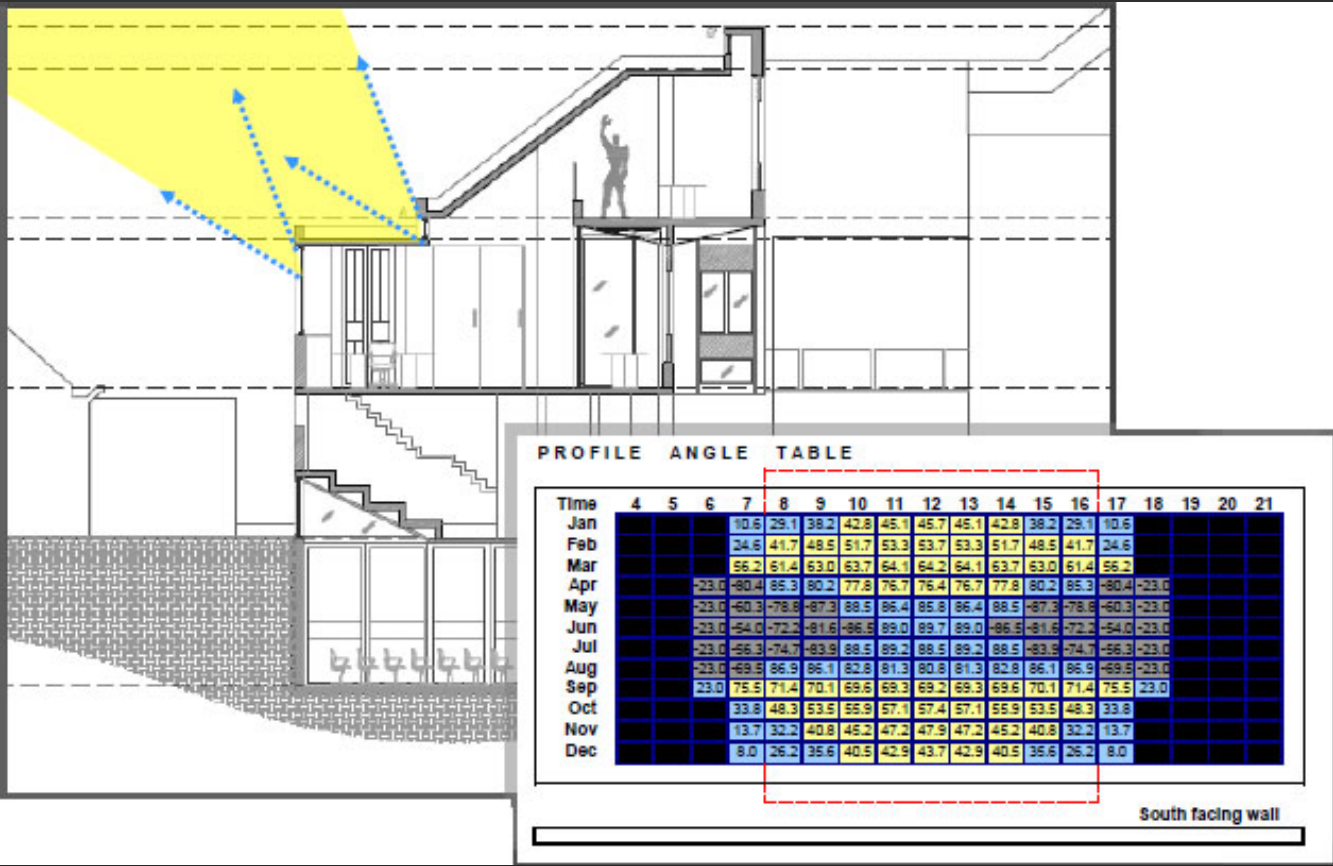 PROFILE ANGLE TABLE
Time 4 5 6 7 8 9 10 11 12 13 14 15 16 17 18 19 20 21
Jan 10.6 29.1 38.2 42.8 45.1 45.7 45.1 42.8 38.2 29.1 10.6
Feb 24.6 41.7 48.5 51.7 53.3 53.7 53.3 51.7 48.5 41.7 24.6
Mar 56.2 61.4 63.0 63.7 64.1 64.2 64.1 63.7 63.0 61.4 56.2
Apr -23.0 -80.4 85.3 80.2 77.8 76.7 76.4 76.7 77.8 80.2 85.3 -80.4 -23.0
May -23.0 -60.3 -78.8 -87.3 88.5 86.4 85.8 86.4 88.5 -87.3 -78.8 -60.3 -23.0
Jun -23.0 -54.0 -72.2 -81.6 -86.5 89.0 89.7 89.0 -86.5 -81.6 -72.2 -54.0 -23.0
Jul -23.0 -56.3 -74.7 -83.9 88.5 89.2 88.5 89.2 88.5 -83.9 -74.7 -56.3 -23.0
Aug -23.0 -69.5 86.9 86.1 82.8 81.3 80.8 81.3 82.8 86.1 86.9 -69.5 -23.0
Sep 23.0 75.5 71.4 70.1 69.6 69.3 69.2 69.3 69.6 70.1 71.4 75.5 23.0
Oct 33.8 48.3 53.5 55.9 57.1 57.4 57.1 55.9 53.5 48.3 33.8
Nov 13.7 32.2 40.8 45.2 47.2 47.9 47.2 45.2 40.8 32.2 13.7
Dec 8.0 26.2 35.6 40.5 42.9 43.7 42.9 40.5 35.6 26.2 8.0
South facing wall